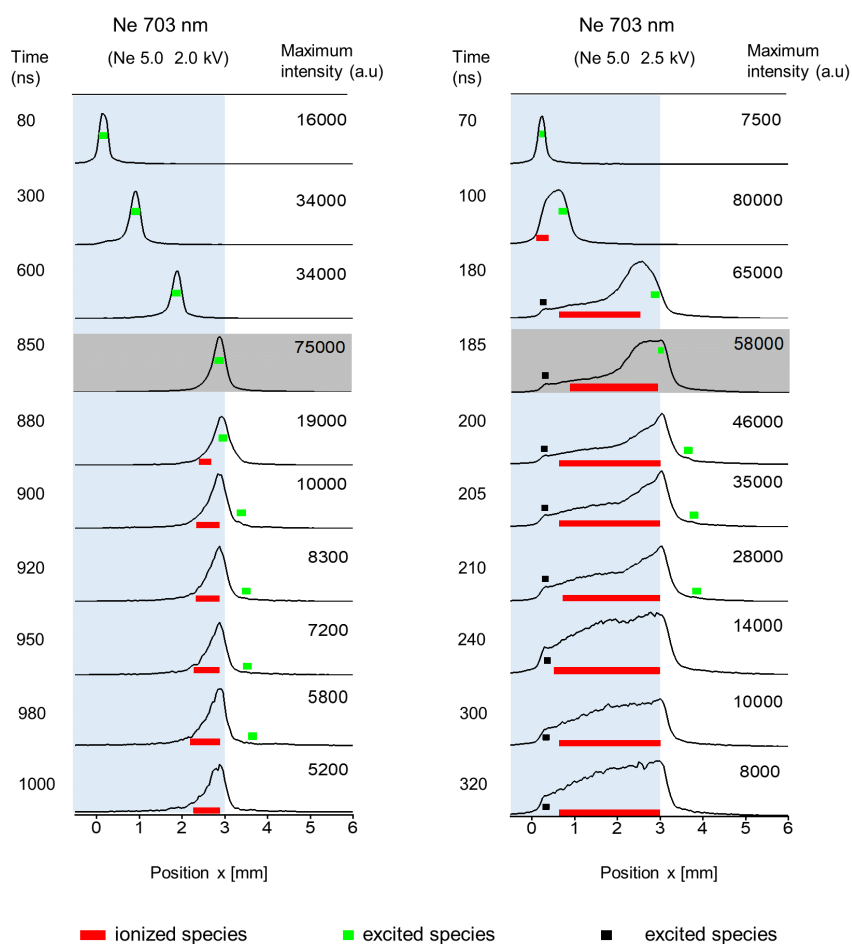 Ne 703 nm
Time (ns)
(Ne 5.0 2.0 kV)
Maximum intensity (a.u)
80 16000
300 34000
600 34000
850 75000
880 19000
900 10000
920 8300
950 7200
980 5800
1000 5200
0 1 2 3 4 5 6
Position x [mm]
Ne 703 nm
Time (ns)
(Ne 5.0 2.5 kV)
Maximum intensity (a.u)
70 7500
100 80000
180 65000
185 58000
200 46000
205 35000
210 28000
240 14000
300 10000
320 8000
0 1 2 3 4 5 6
Position x [mm]
ionized species excited species excited species